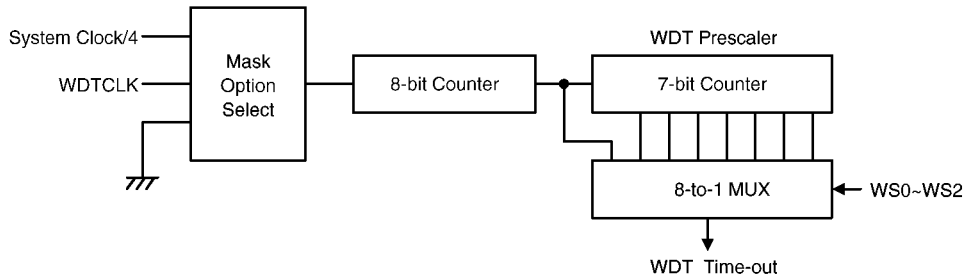 System Clock/4
WDTCLK
Mask
Option
Select
8-bit Counter
WDT Prescaler
7-bit Counter
8-to-1 MUX
WS0~WS2
WDT Time-out